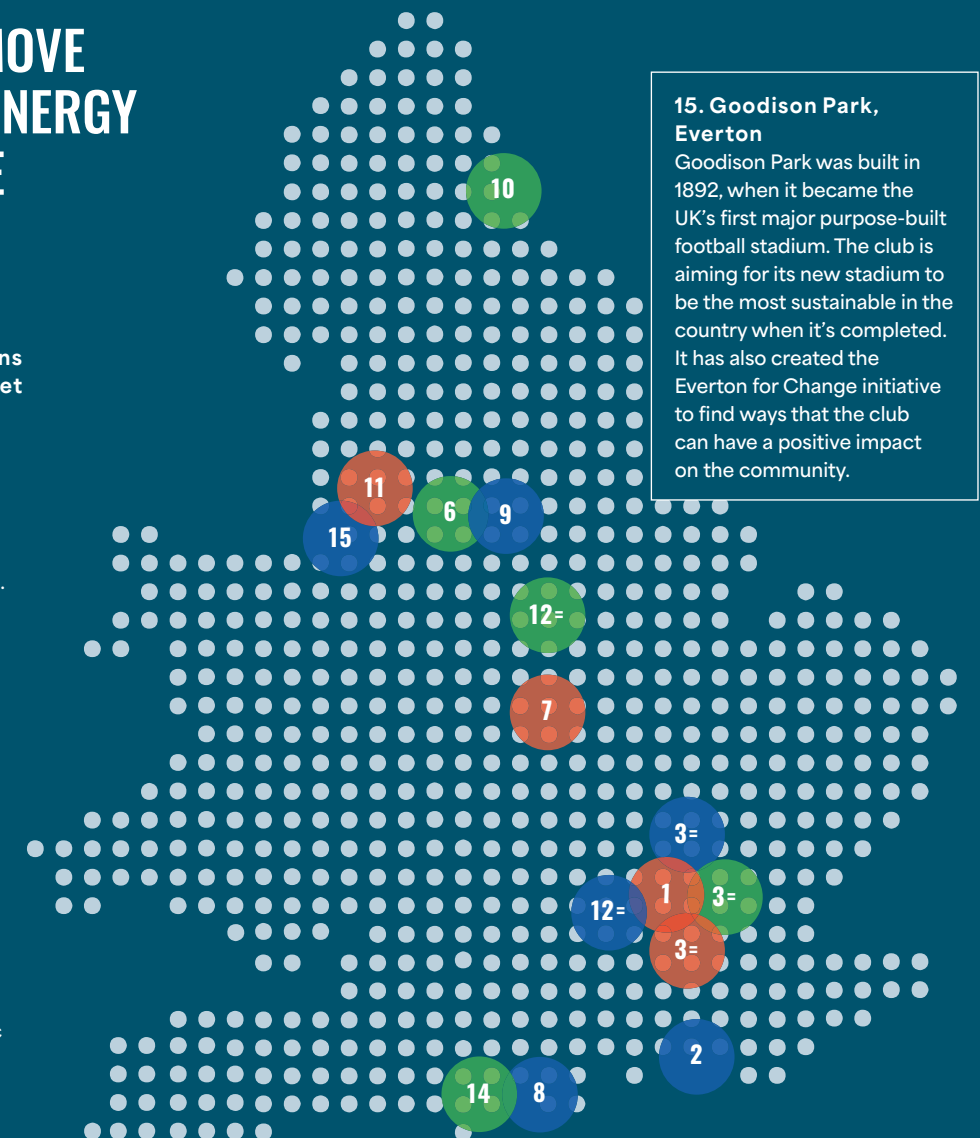 MOVE
NERGY
E
ns
et
15. Goodison Park,
Everton
Goodison Park was built in
1892, when it became the
UK's first major purpose-built
football stadium. The club is
aiming for its new stadium to
be the most sustainable in the
country when it's completed.
It has also created the
Everton for Change initiative
to find ways that the club
can have a positive impact
on the community.
10
11
6
9
15
12=
7
3=
1
3=
12=
3=
2
14
8